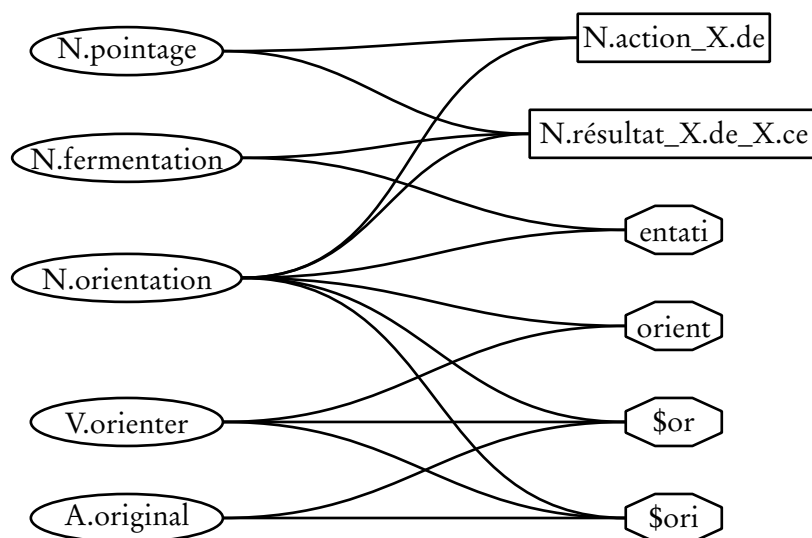 N.pointage
N.action_X.de
N.résultat_X.de_X.ce
N.fermentation
entati
N.orientation
orient
V.orienter
$or
A.original
$ori